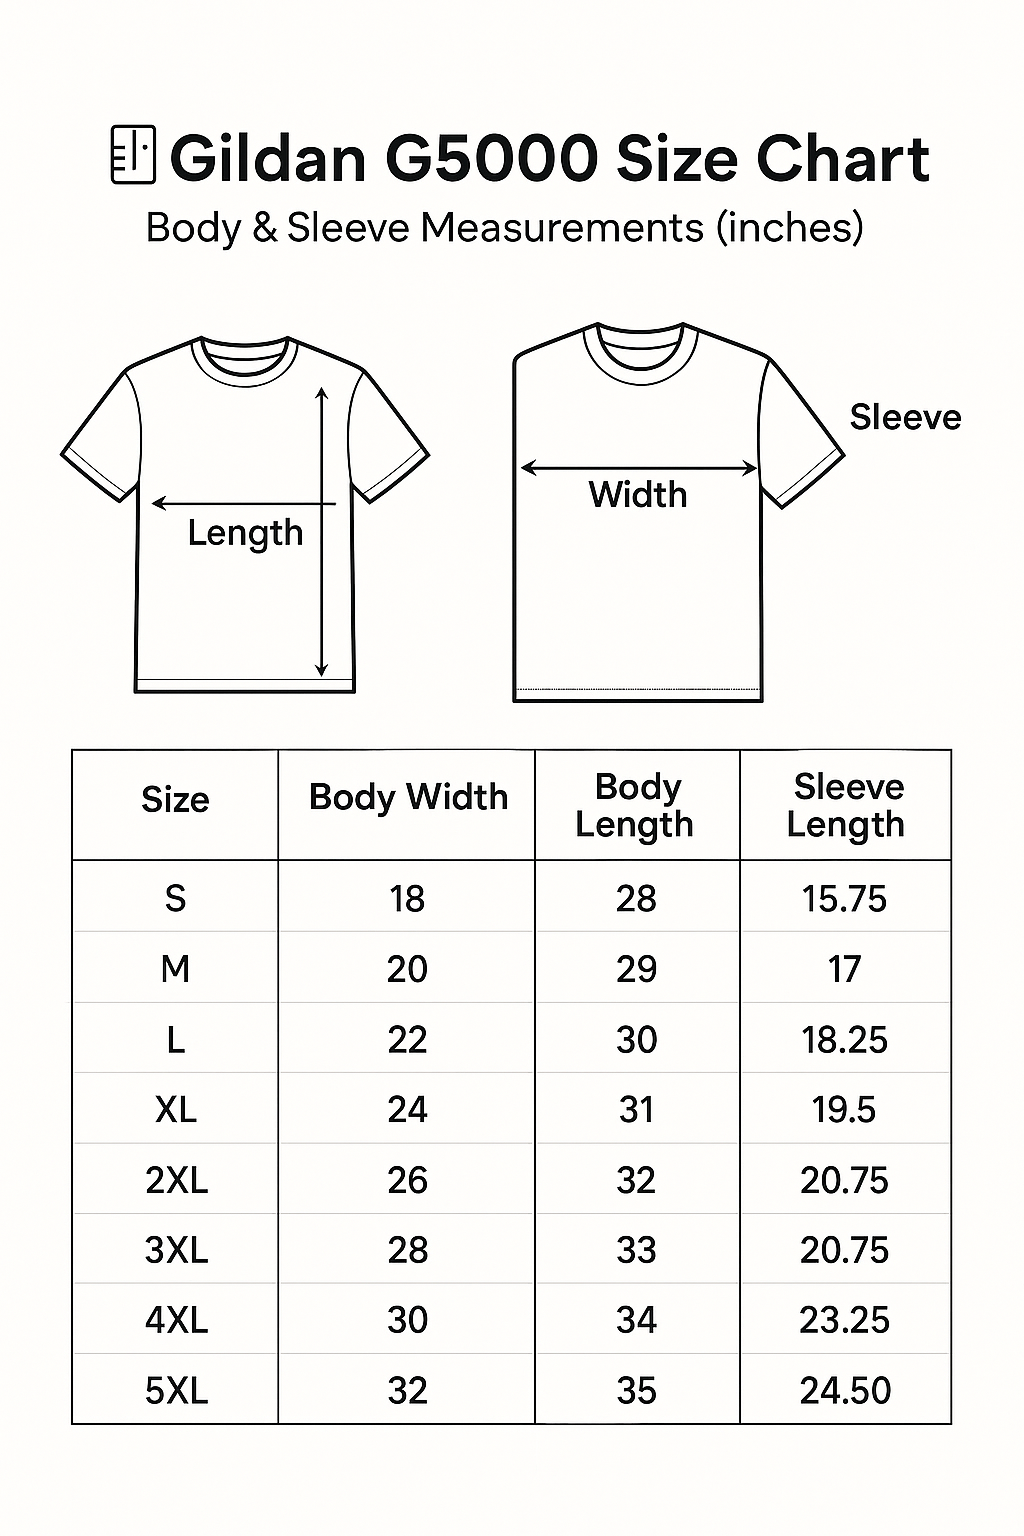 Gildan G5000 Size Chart
Body & Sleeve Measurements (inches)
Sleeve
Width
Length
Size Body Width Body Length Sleeve Length
S 18 28 15.75
M 20 29 17
L 22 30 18.25
XL 24 31 19.5
2XL 26 32 20.75
3XL 28 33 20.75
4XL 30 34 23.25
5XL 32 35 24.50